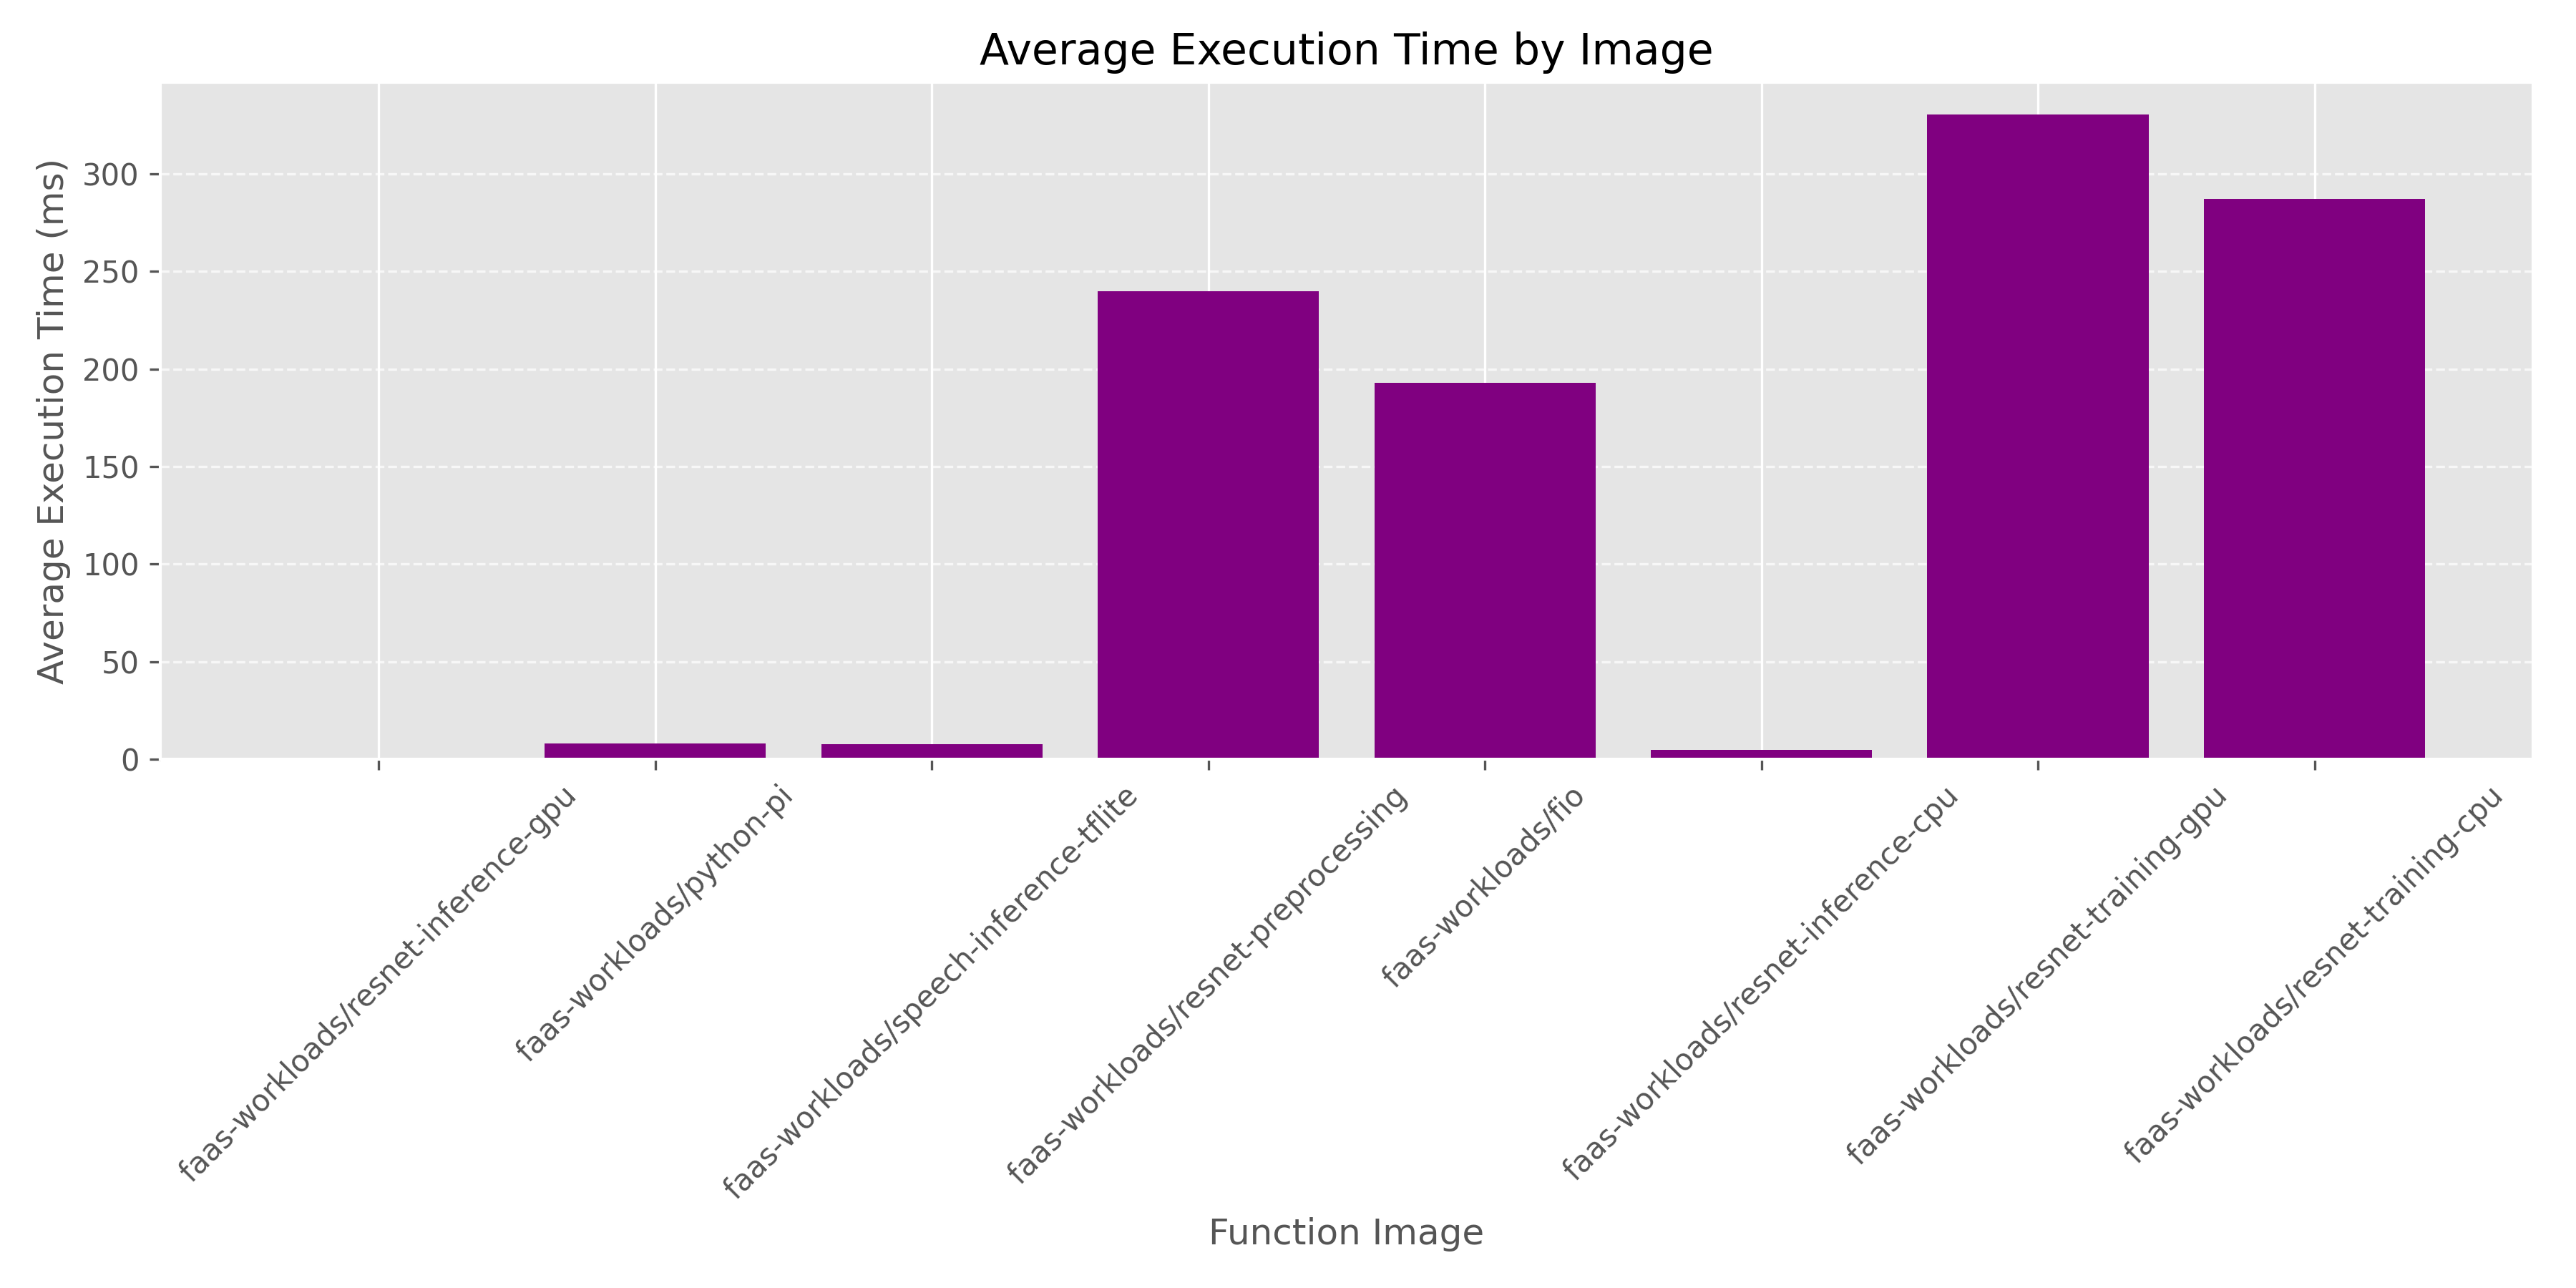 Average Execution Time by Image
Average Execution Time (ms)
300
250
200
150
100
50
0
faas-workloads/resnet-inference-gpu
faas-workloads/python-pi
faas-workloads/speech-inference-tflite
faas-workloads/resnet-preprocessing
faas-workloads/fio
faas-workloads/resnet-inference-cpu
faas-workloads/resnet-training-gpu
faas-workloads/resnet-training-cpu
Function Image